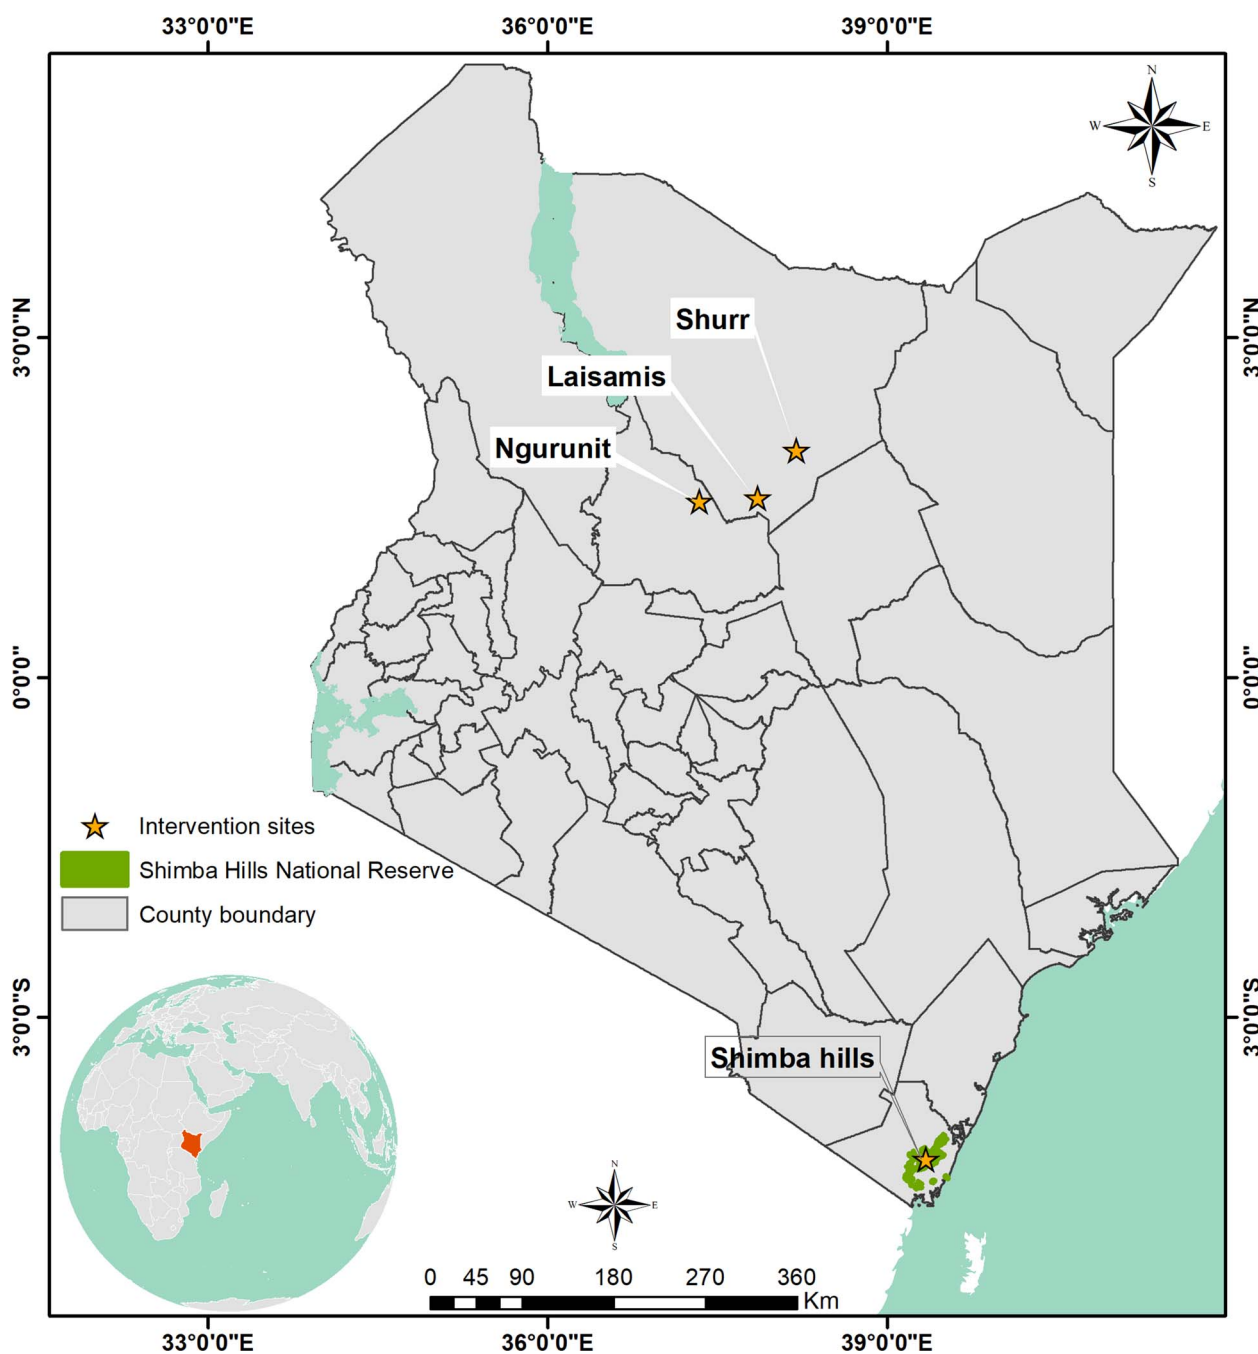 33°0'0"E 36°0'0"E 39°0'0"E
N
W E
S
3°0'0"N 3°0'0"N
Shurr
Laisamis
Ngurunit
0°0'0" 0°0'0"
Intervention sites
Shimba Hills National Reserve
County boundary
3°0'0"S 3°0'0"S
Shimba hills
N
W E
S
0 45 90 180 270 360
Km
33°0'0"E 36°0'0"E 39°0'0"E